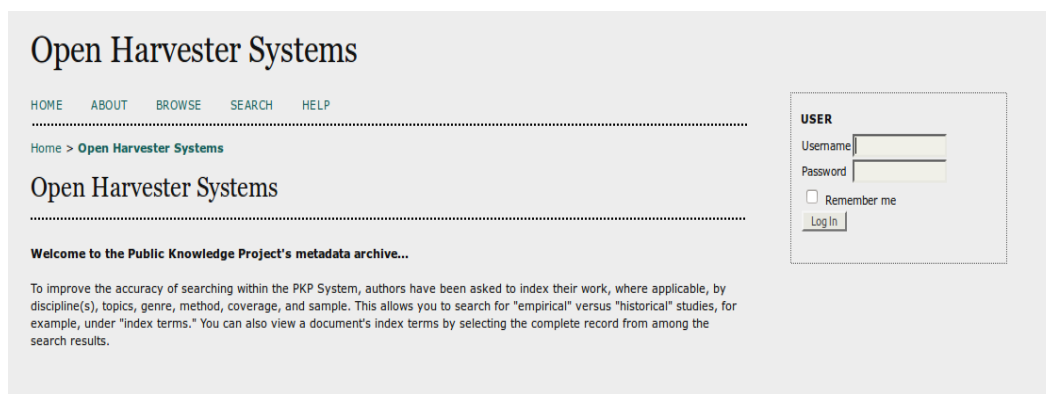 Open Harvester Systems
HOME ABOUT BROWSE SEARCH HELP
Home > Open Harvester Systems
Open Harvester Systems
Welcome to the Public Knowledge Project's metadata archive...
To improve the accuracy of searching within the PKP System, authors have been asked to index their work, where applicable, by
discipline(s), topics, genre, method, coverage, and sample. This allows you to search for "empirical" versus "historical" studies, for
example, under "index terms." You can also view a document's index terms by selecting the complete record from among the
search results.
USER
Username
Password
Remember me
Log In